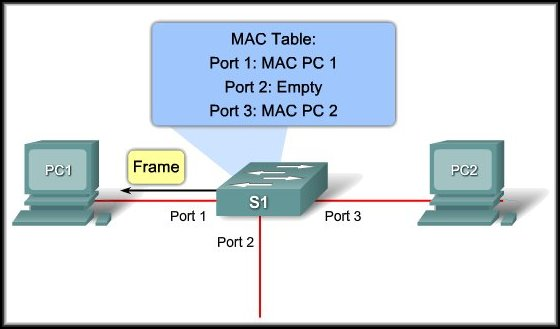 MAC Table:
Port 1: MAC PC 1
Port 2: Empty
Port 3: MAC PC 2
PC1
Frame
PC2
S1
Port 1
Port 3
Port 2